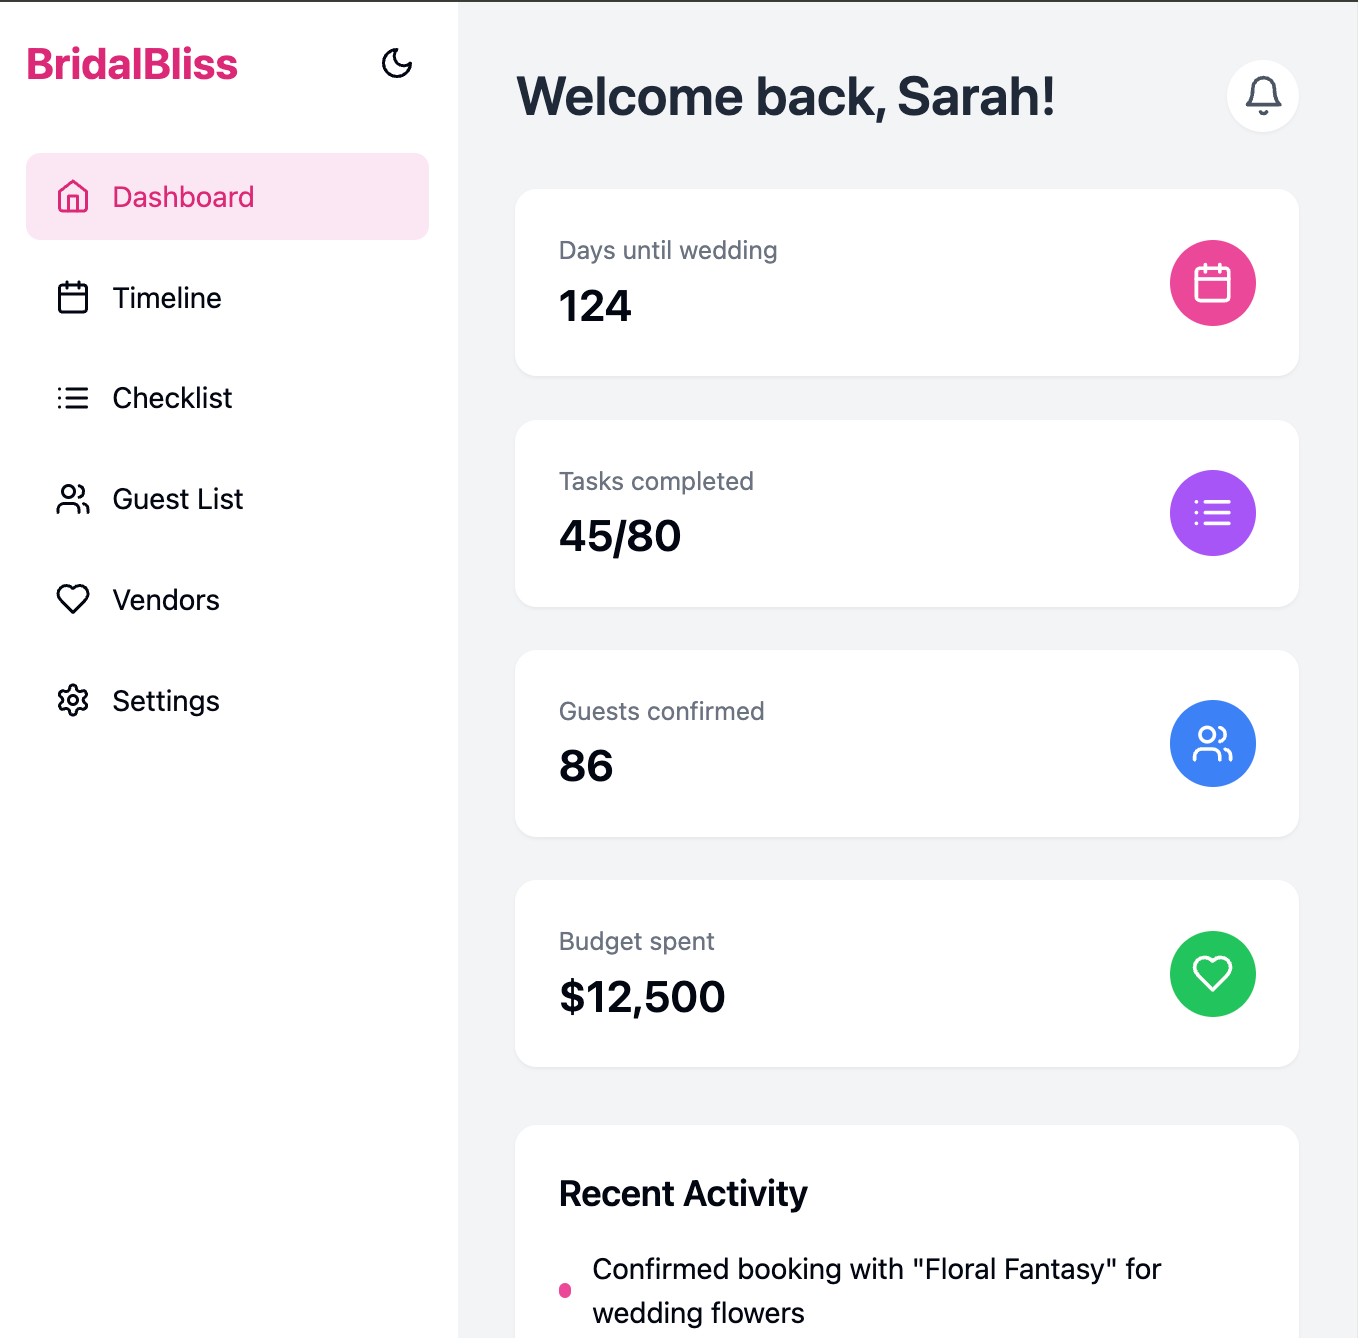 BridalBliss
Dashboard
Timeline
Checklist
Guest List
Vendors
Settings
Welcome back, Sarah!
Days until wedding
124
Tasks completed
45/80
Guests confirmed
86
Budget spent
$12,500
Recent Activity
Confirmed booking with "Floral Fantasy" for
wedding flowers